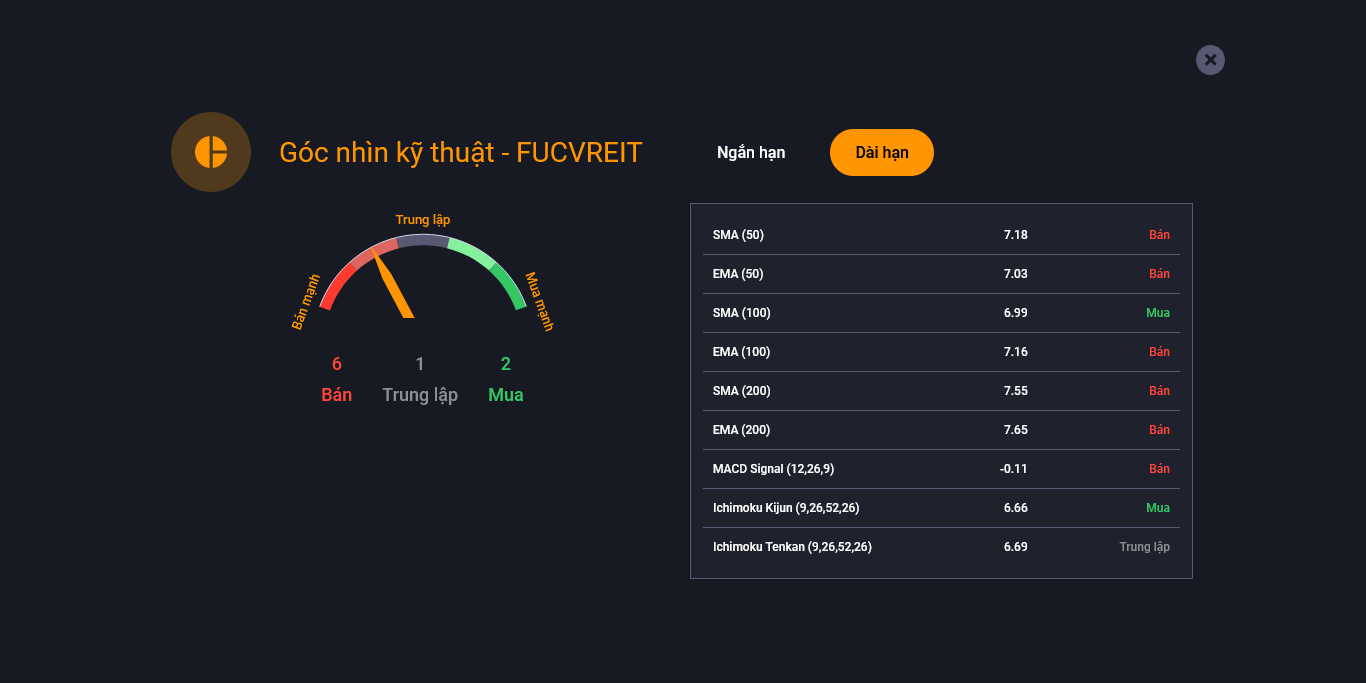 Góc nhìn kỹ thuật - FUCVREIT
Ngắn hạn Dài hạn
Trung lập
Bán mạnh
Mua mạnh
6 1 2
Bán Trung lập Mua
SMA (50) 7.18 Bán
EMA (50) 7.03 Bán
SMA (100) 6.99 Mua
EMA (100) 7.16 Bán
SMA (200) 7.55 Bán
EMA (200) 7.65 Bán
MACD Signal (12,26,9) -0.11 Bán
Ichimoku Kijun (9,26,52,26) 6.66 Mua
Ichimoku Tenkan (9,26,52,26) 6.69 Trung lập